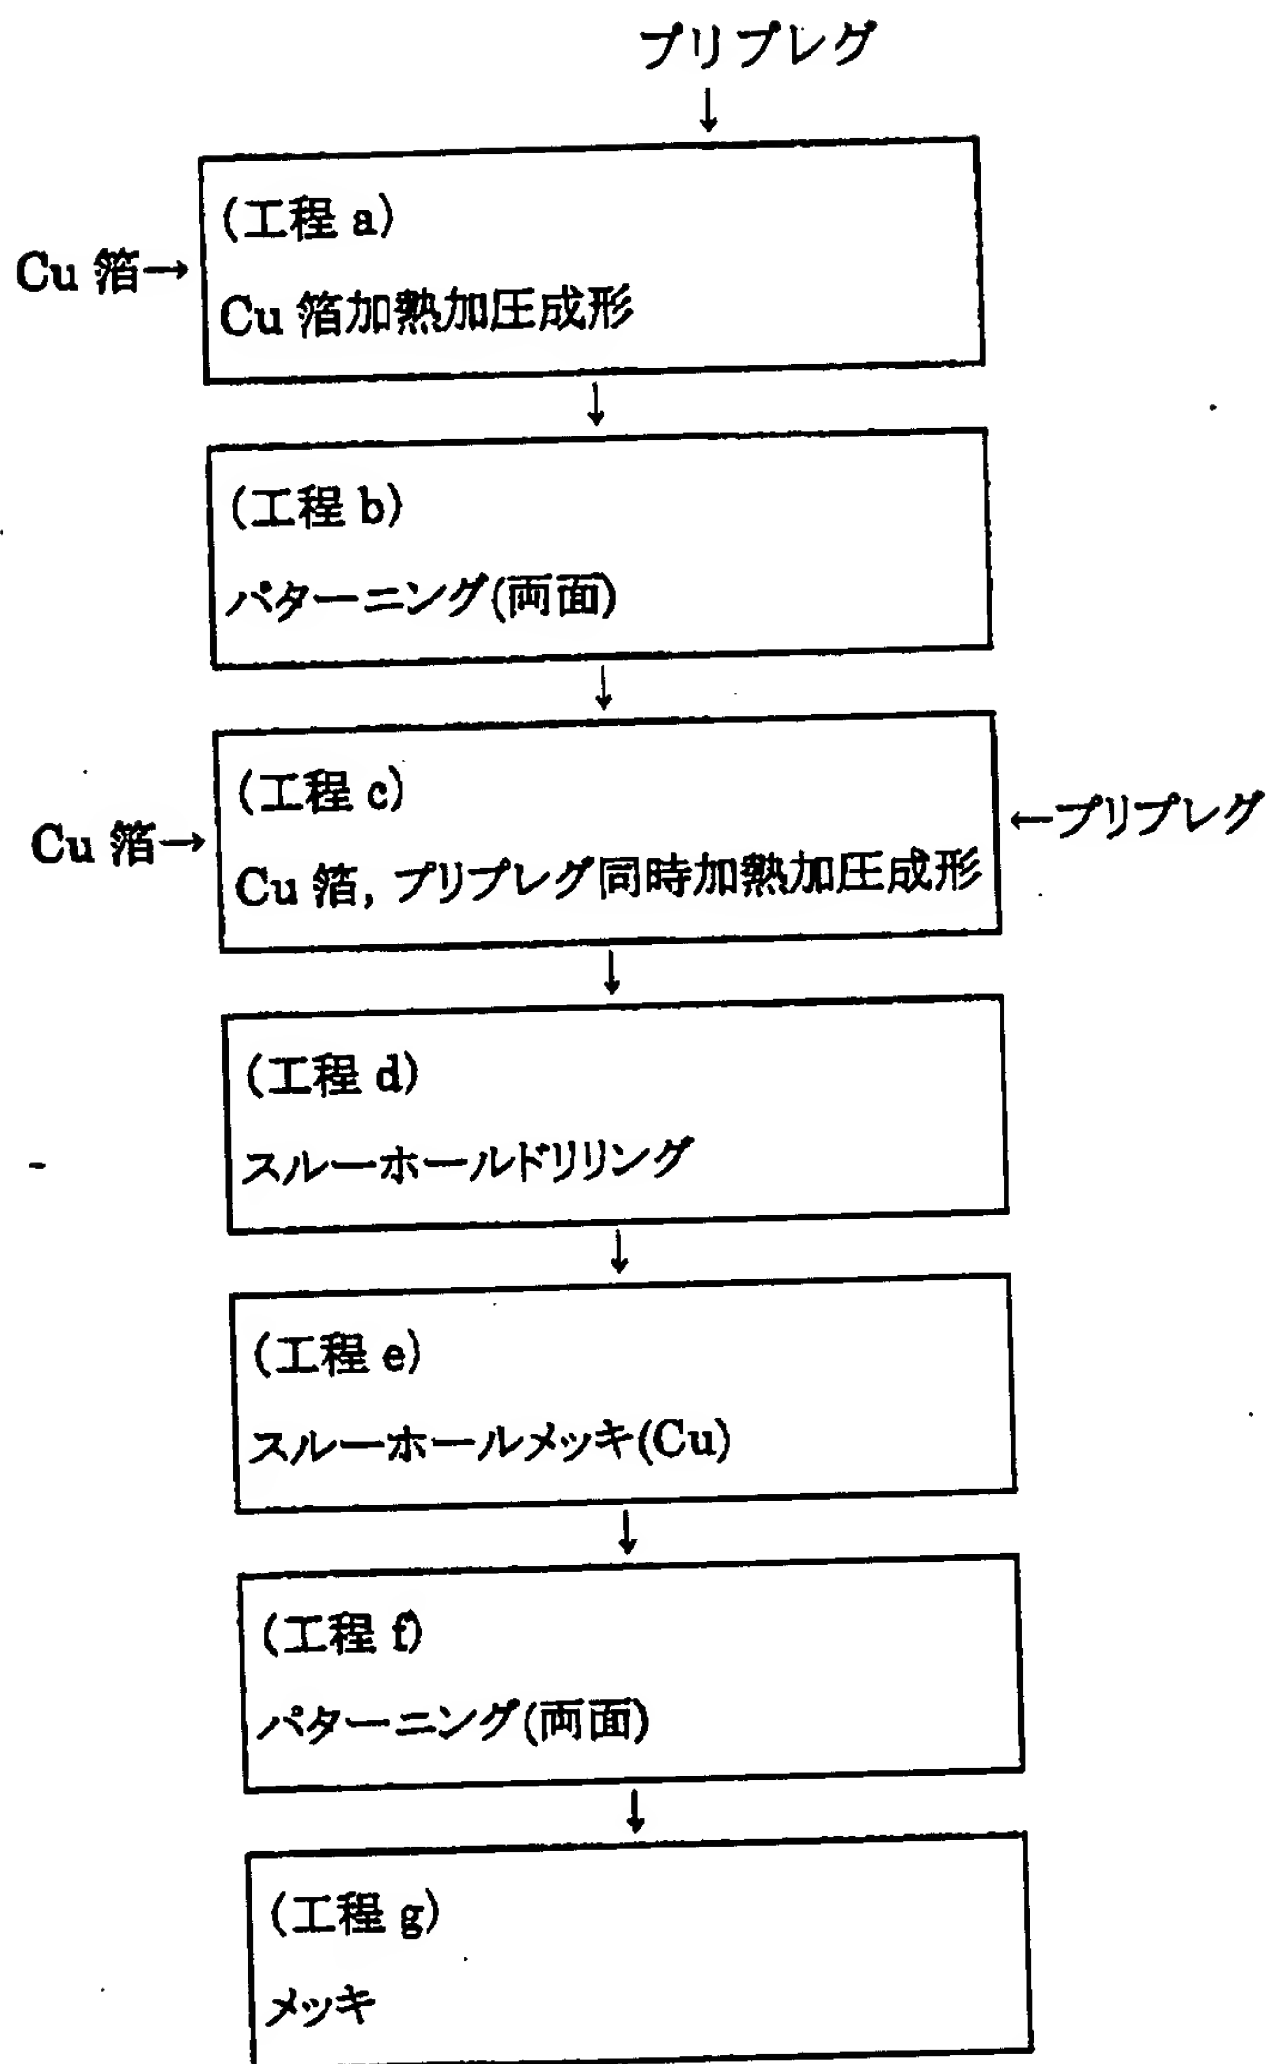 プリプレグ
↓
(工程 a)
Cu 箔→
Cu 箔加熱加圧成形
↓
(工程 b)
パターニング(両面)
↓
(工程 c)
Cu 箔→
←プリプレグ
Cu 箔, プリプレグ同時加熱加圧成形
↓
(工程 d)
スルーホールドリリング
↓
(工程 e)
スルーホールメッキ(Cu)
↓
(工程 f)
パターニング(両面)
↓
(工程 g)
メッキ